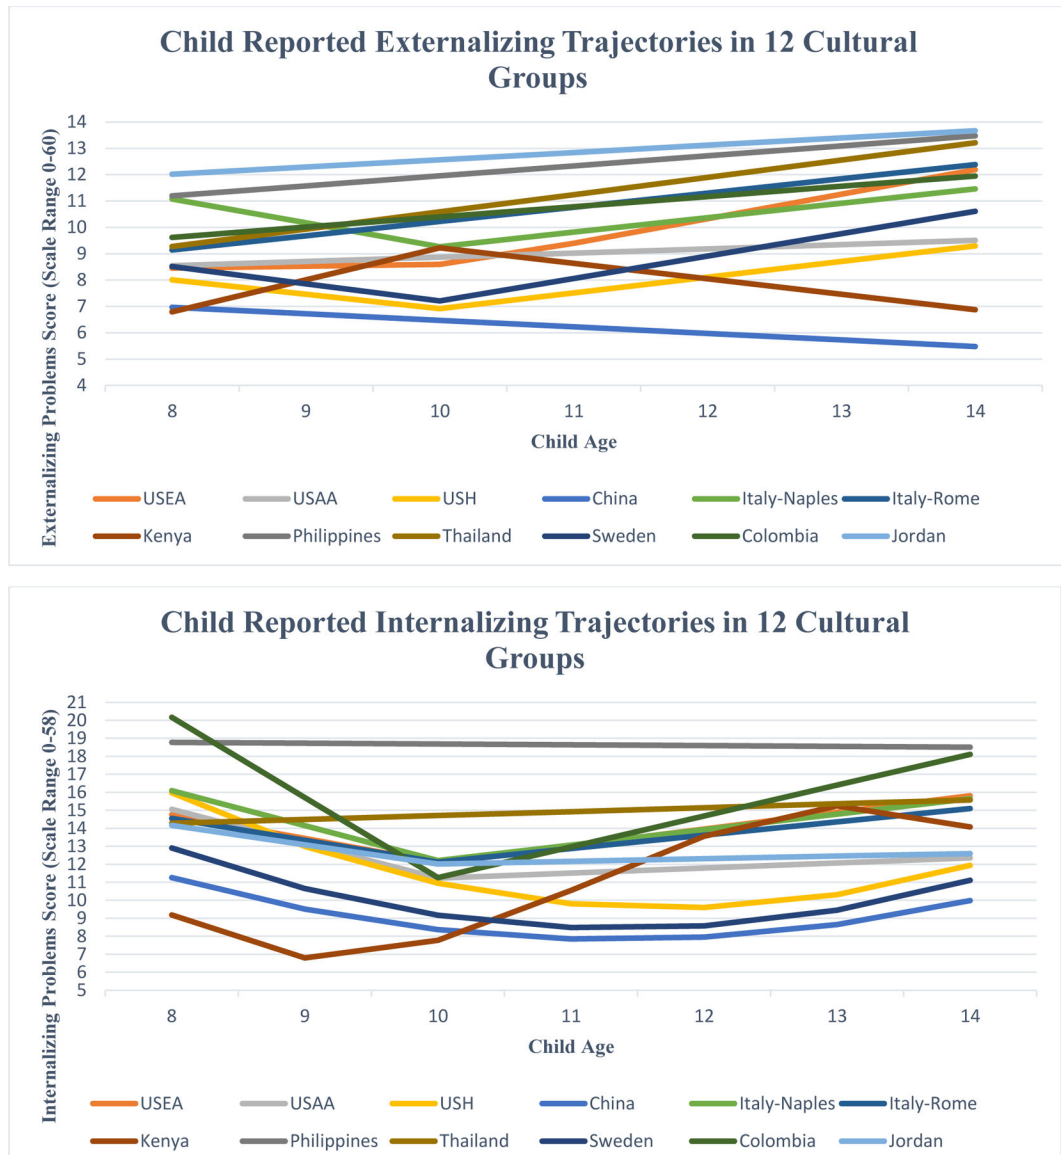 Child Reported Externalizing Trajectories in 12 Cultural
Groups
Externalizing Problems Score (Scale Range 0-60)
14
13
12
11
10
9
8
7
6
5
4
8 9 10 11 12 13 14
Child Age
USEA USAA USH China Italy-Naples Italy-Rome
Kenya Philippines Thailand Sweden Colombia Jordan
Child Reported Internalizing Trajectories in 12 Cultural
Groups
Internalizing Problems Score (Scale Range 0-58)
21
20
19
18
17
16
15
14
13
12
11
10
9
8
7
6
5
8 9 10 11 12 13 14
Child Age
USEA USAA USH China Italy-Naples Italy-Rome
Kenya Philippines Thailand Sweden Colombia Jordan